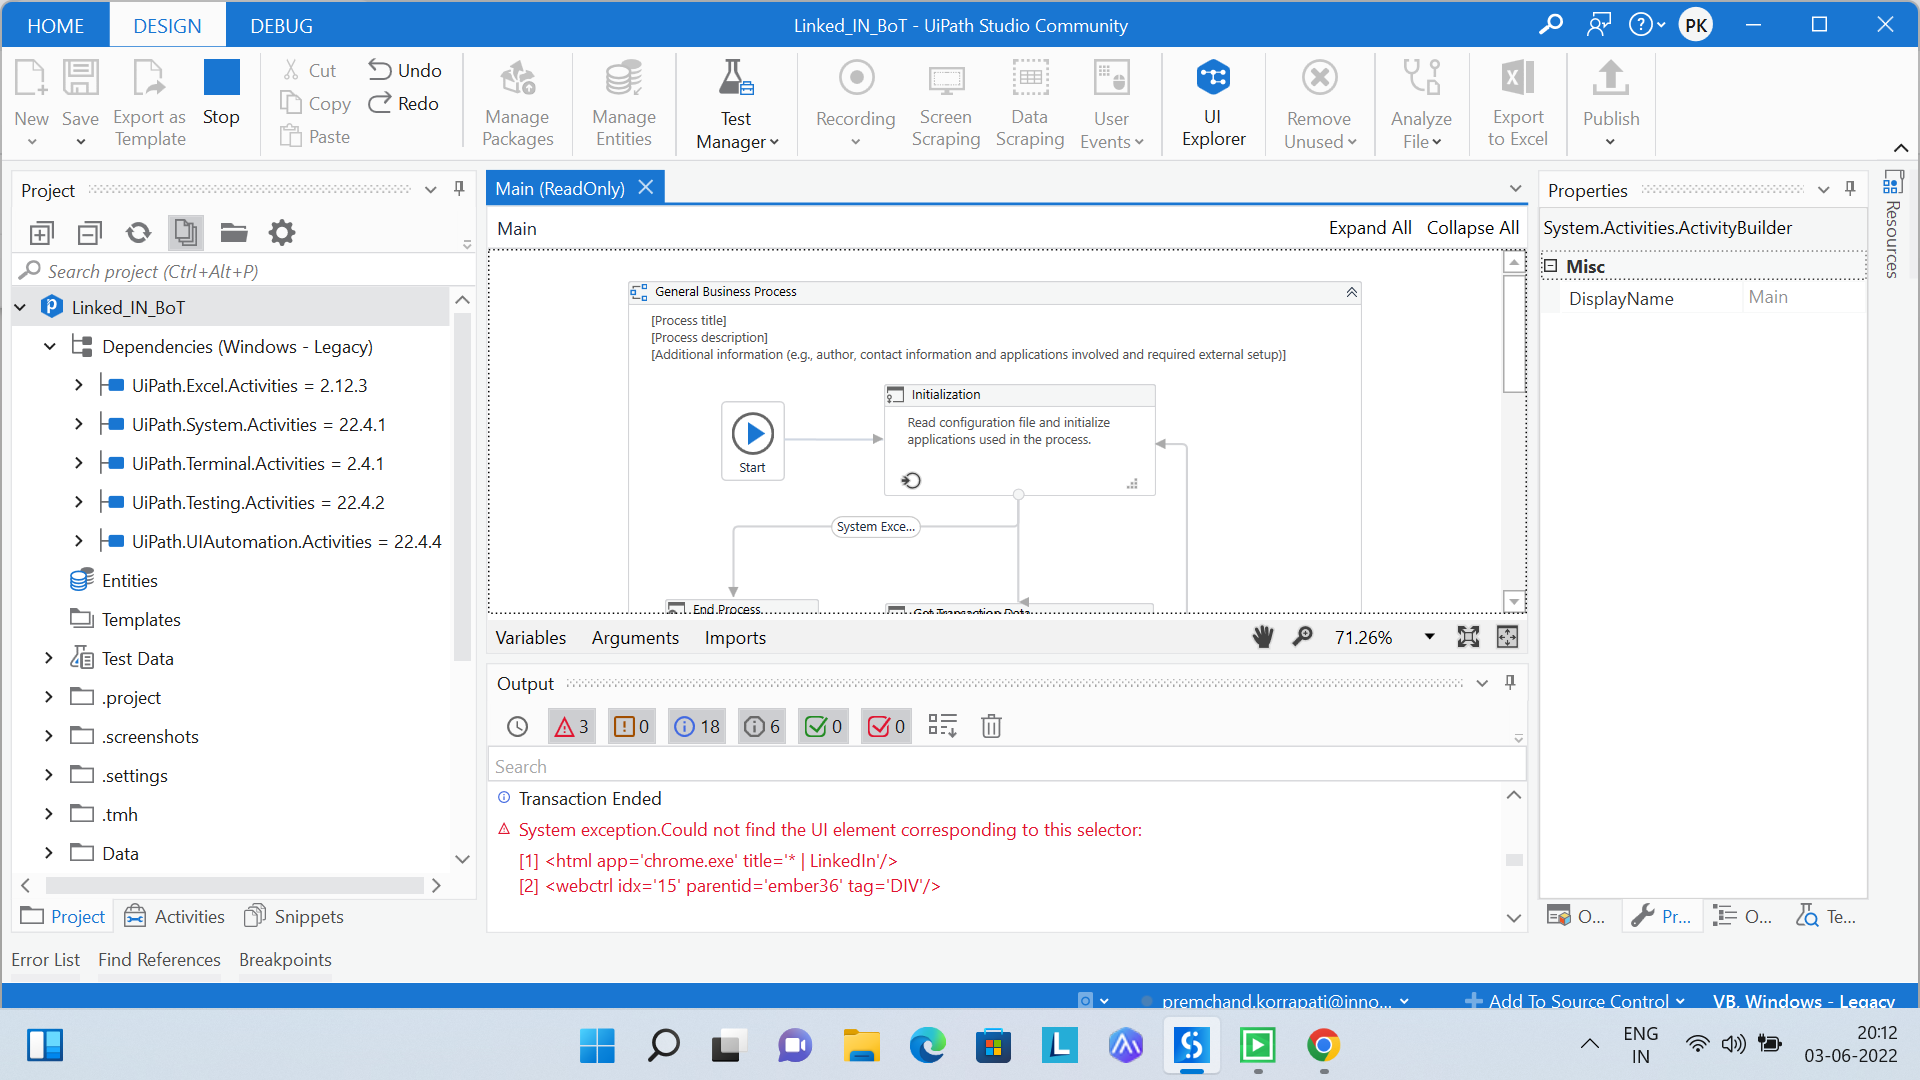 HOME
DESIGN
DEBUG
Linked_IN_BoT - UiPath Studio Community
PK
New
Save
Export as
Template
Stop
Cut
Copy
Paste
Undo
Redo
Manage
Packages
Manage
Entities
Test
Manager
Recording
Screen
Scraping
Data
Scraping
User
Events
UI
Explorer
Remove
Unused
Analyze
File
Export
to Excel
Publish
Project
Search project (Ctrl+Alt+P)
Linked_IN_BoT
Dependencies (Windows - Legacy)
UiPath.Excel.Activities = 2.12.3
UiPath.System.Activities = 22.4.1
UiPath.Terminal.Activities = 2.4.1
UiPath.Testing.Activities = 22.4.2
UiPath.UIAutomation.Activities = 22.4.4
Entities
Templates
Test Data
.project
.screenshots
.settings
.tmh
Data
Project
Activities
Snippets
Error List
Find References
Breakpoints
Main (ReadOnly)
Main
Expand All
Collapse All
General Business Process
[Process title]
[Process description]
[Additional information (e.g., author, contact information and applications involved and required external setup)]
Start
Initialization
Read configuration file and initialize
applications used in the process.
System Exce...
End Process
Get Transaction Data
Variables
Arguments
Imports
71.26%
Output
3
0
18
6
0
0
Search
Transaction Ended
System exception.Could not find the UI element corresponding to this selector:
[1] <html app='chrome.exe' title='* | LinkedIn'/>
[2] <webctrl idx='15' parentid='ember36' tag='DIV'/>
Properties
System.Activities.ActivityBuilder
Misc
DisplayName
Main
Resources
O...
Pr...
O...
Te...
premchand.korrapati@inno...
Add To Source Control
VB, Windows - Legacy
ENG
IN
20:12
03-06-2022